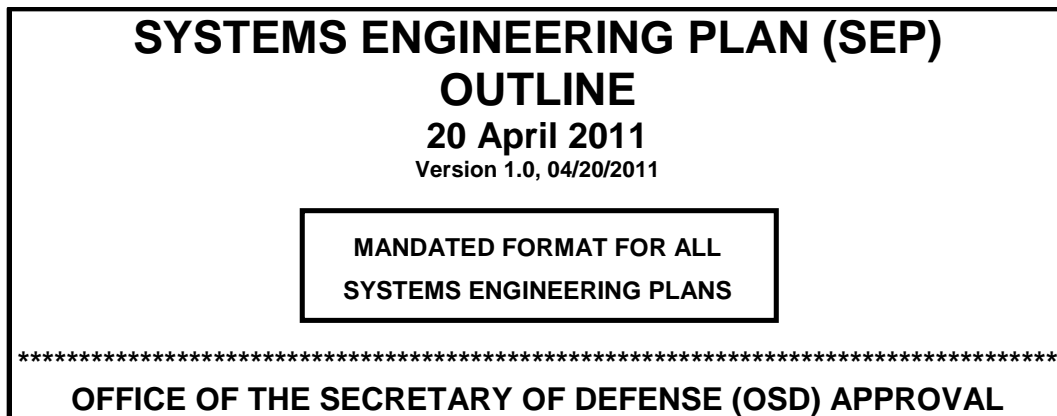 SYSTEMS ENGINEERING PLAN (SEP)
OUTLINE
20 April 2011
Version 1.0, 04/20/2011
MANDATED FORMAT FOR ALL
SYSTEMS ENGINEERING PLANS
*************************************************************************************
OFFICE OF THE SECRETARY OF DEFENSE (OSD) APPROVAL